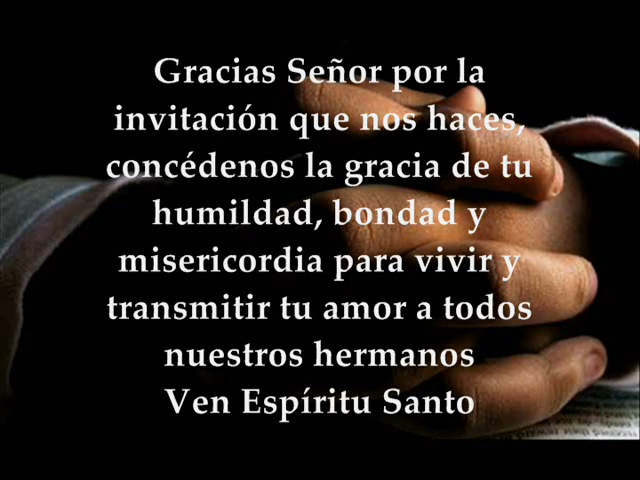 Gracias Señor por la
invitación que nos haces,
concédenos la gracia de tu
humildad, bondad y
misericordia para vivir y
transmitir tu amor a todos
nuestros hermanos
Ven Espíritu Santo